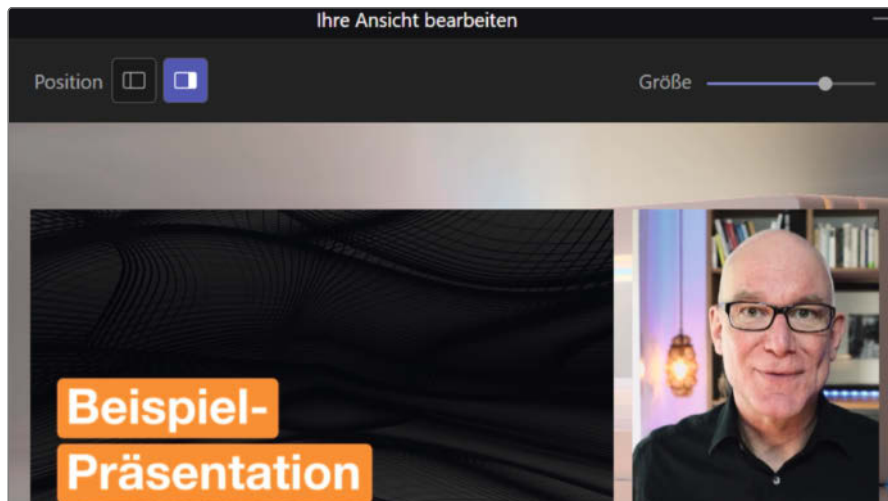 Ihre Ansicht bearbeiten
Position
Größe
Beispiel-
Präsentation